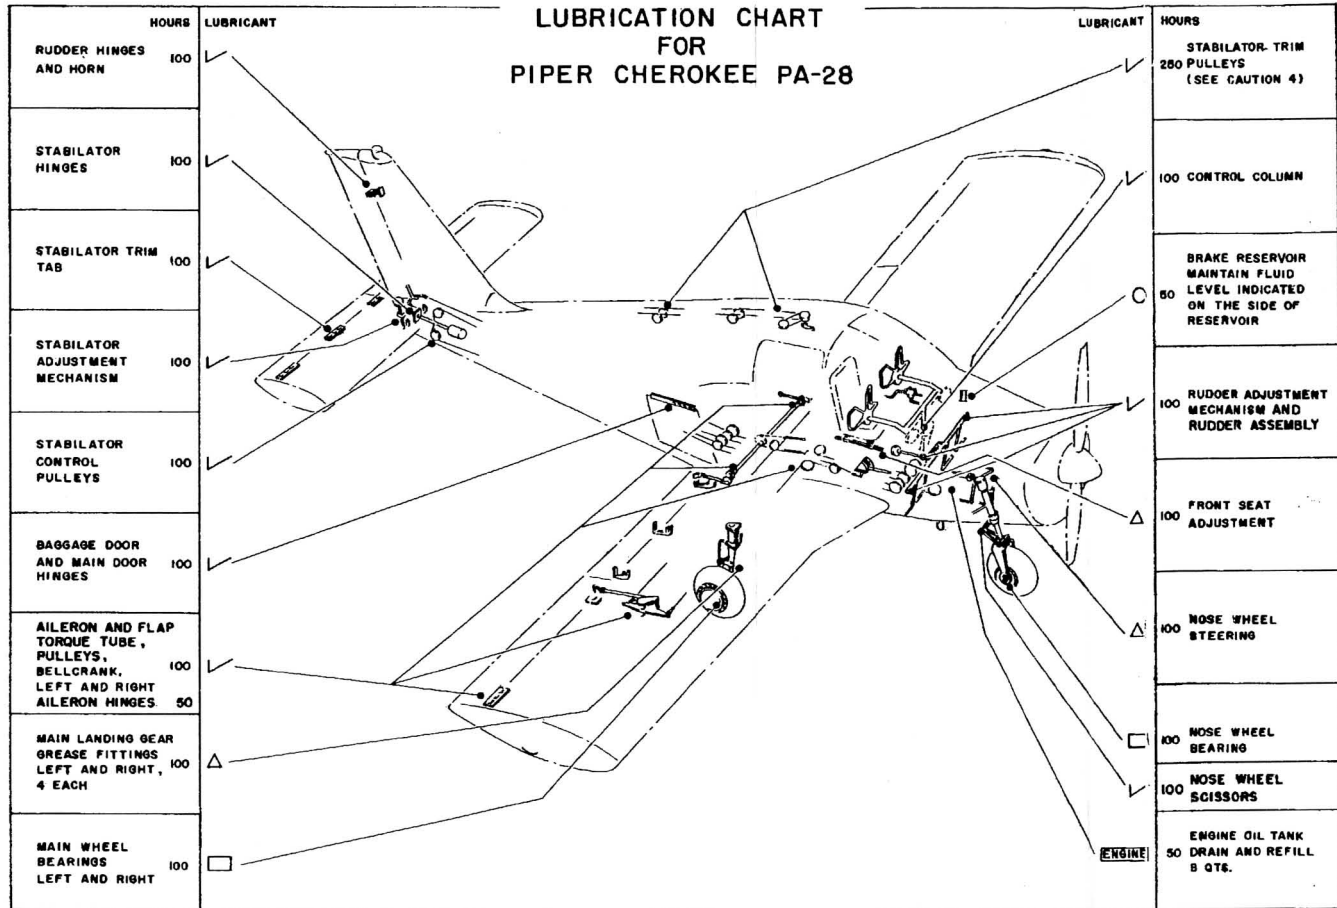 LUBRICATION CHART
FOR
PIPER CHEROKEE PA-28
HOURS
LUBRICANT
RUDDER HINGES
AND HORN
100
STABILATOR
HINGES
100
STABILATOR TRIM
TAB
100
STABILATOR
ADJUSTMENT
MECHANISM
100
STABILATOR
CONTROL
PULLEYS
100
BAGGAGE DOOR
AND MAIN DOOR
HINGES
100
AILERON AND FLAP
TORQUE TUBE,
PULLEYS,
BELLCRANK,
100
LEFT AND RIGHT
AILERON HINGES 50
MAIN LANDING GEAR
GREASE FITTINGS
LEFT AND RIGHT,
4 EACH
100
MAIN WHEEL
BEARINGS
LEFT AND RIGHT
100
LUBRICANT
HOURS
STABILATOR TRIM
250 PULLEYS
(SEE CAUTION 4)
100 CONTROL COLUMN
BRAKE RESERVOIR
MAINTAIN FLUID
LEVEL INDICATED
50 ON THE SIDE OF
RESERVOIR
RUDDER ADJUSTMENT
100 MECHANISM AND
RUDDER ASSEMBLY
100 FRONT SEAT
ADJUSTMENT
100 NOSE WHEEL
STEERING
100 NOSE WHEEL
BEARING
100 NOSE WHEEL
SCISSORS
ENGINE
ENGINE OIL TANK
50 DRAIN AND REFILL
8 QTS.